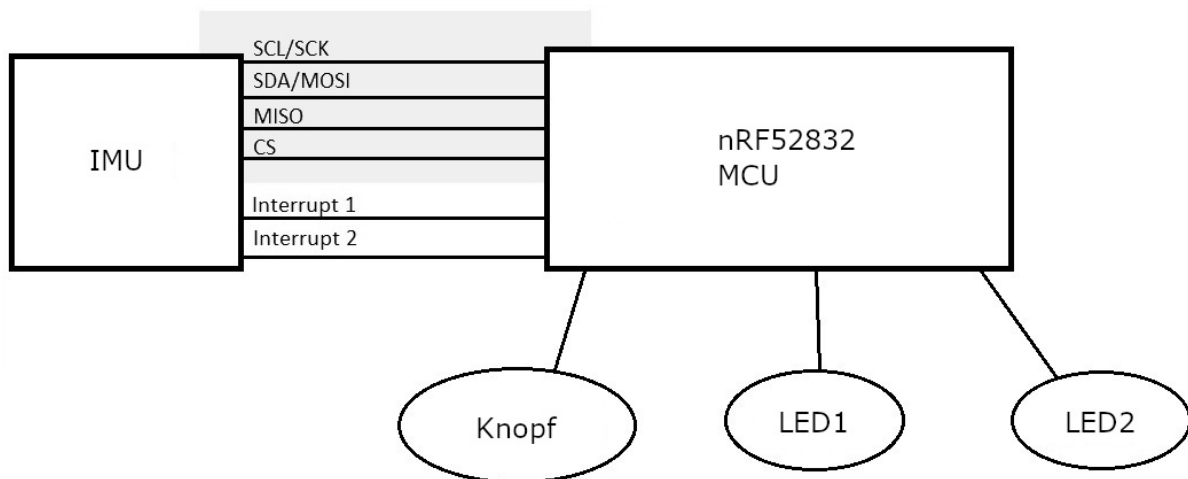 SCL/SCK
SDA/MOSI
MISO
CS
Interrupt 1
Interrupt 2
IMU
nRF52832
MCU
Knopf
LED1
LED2